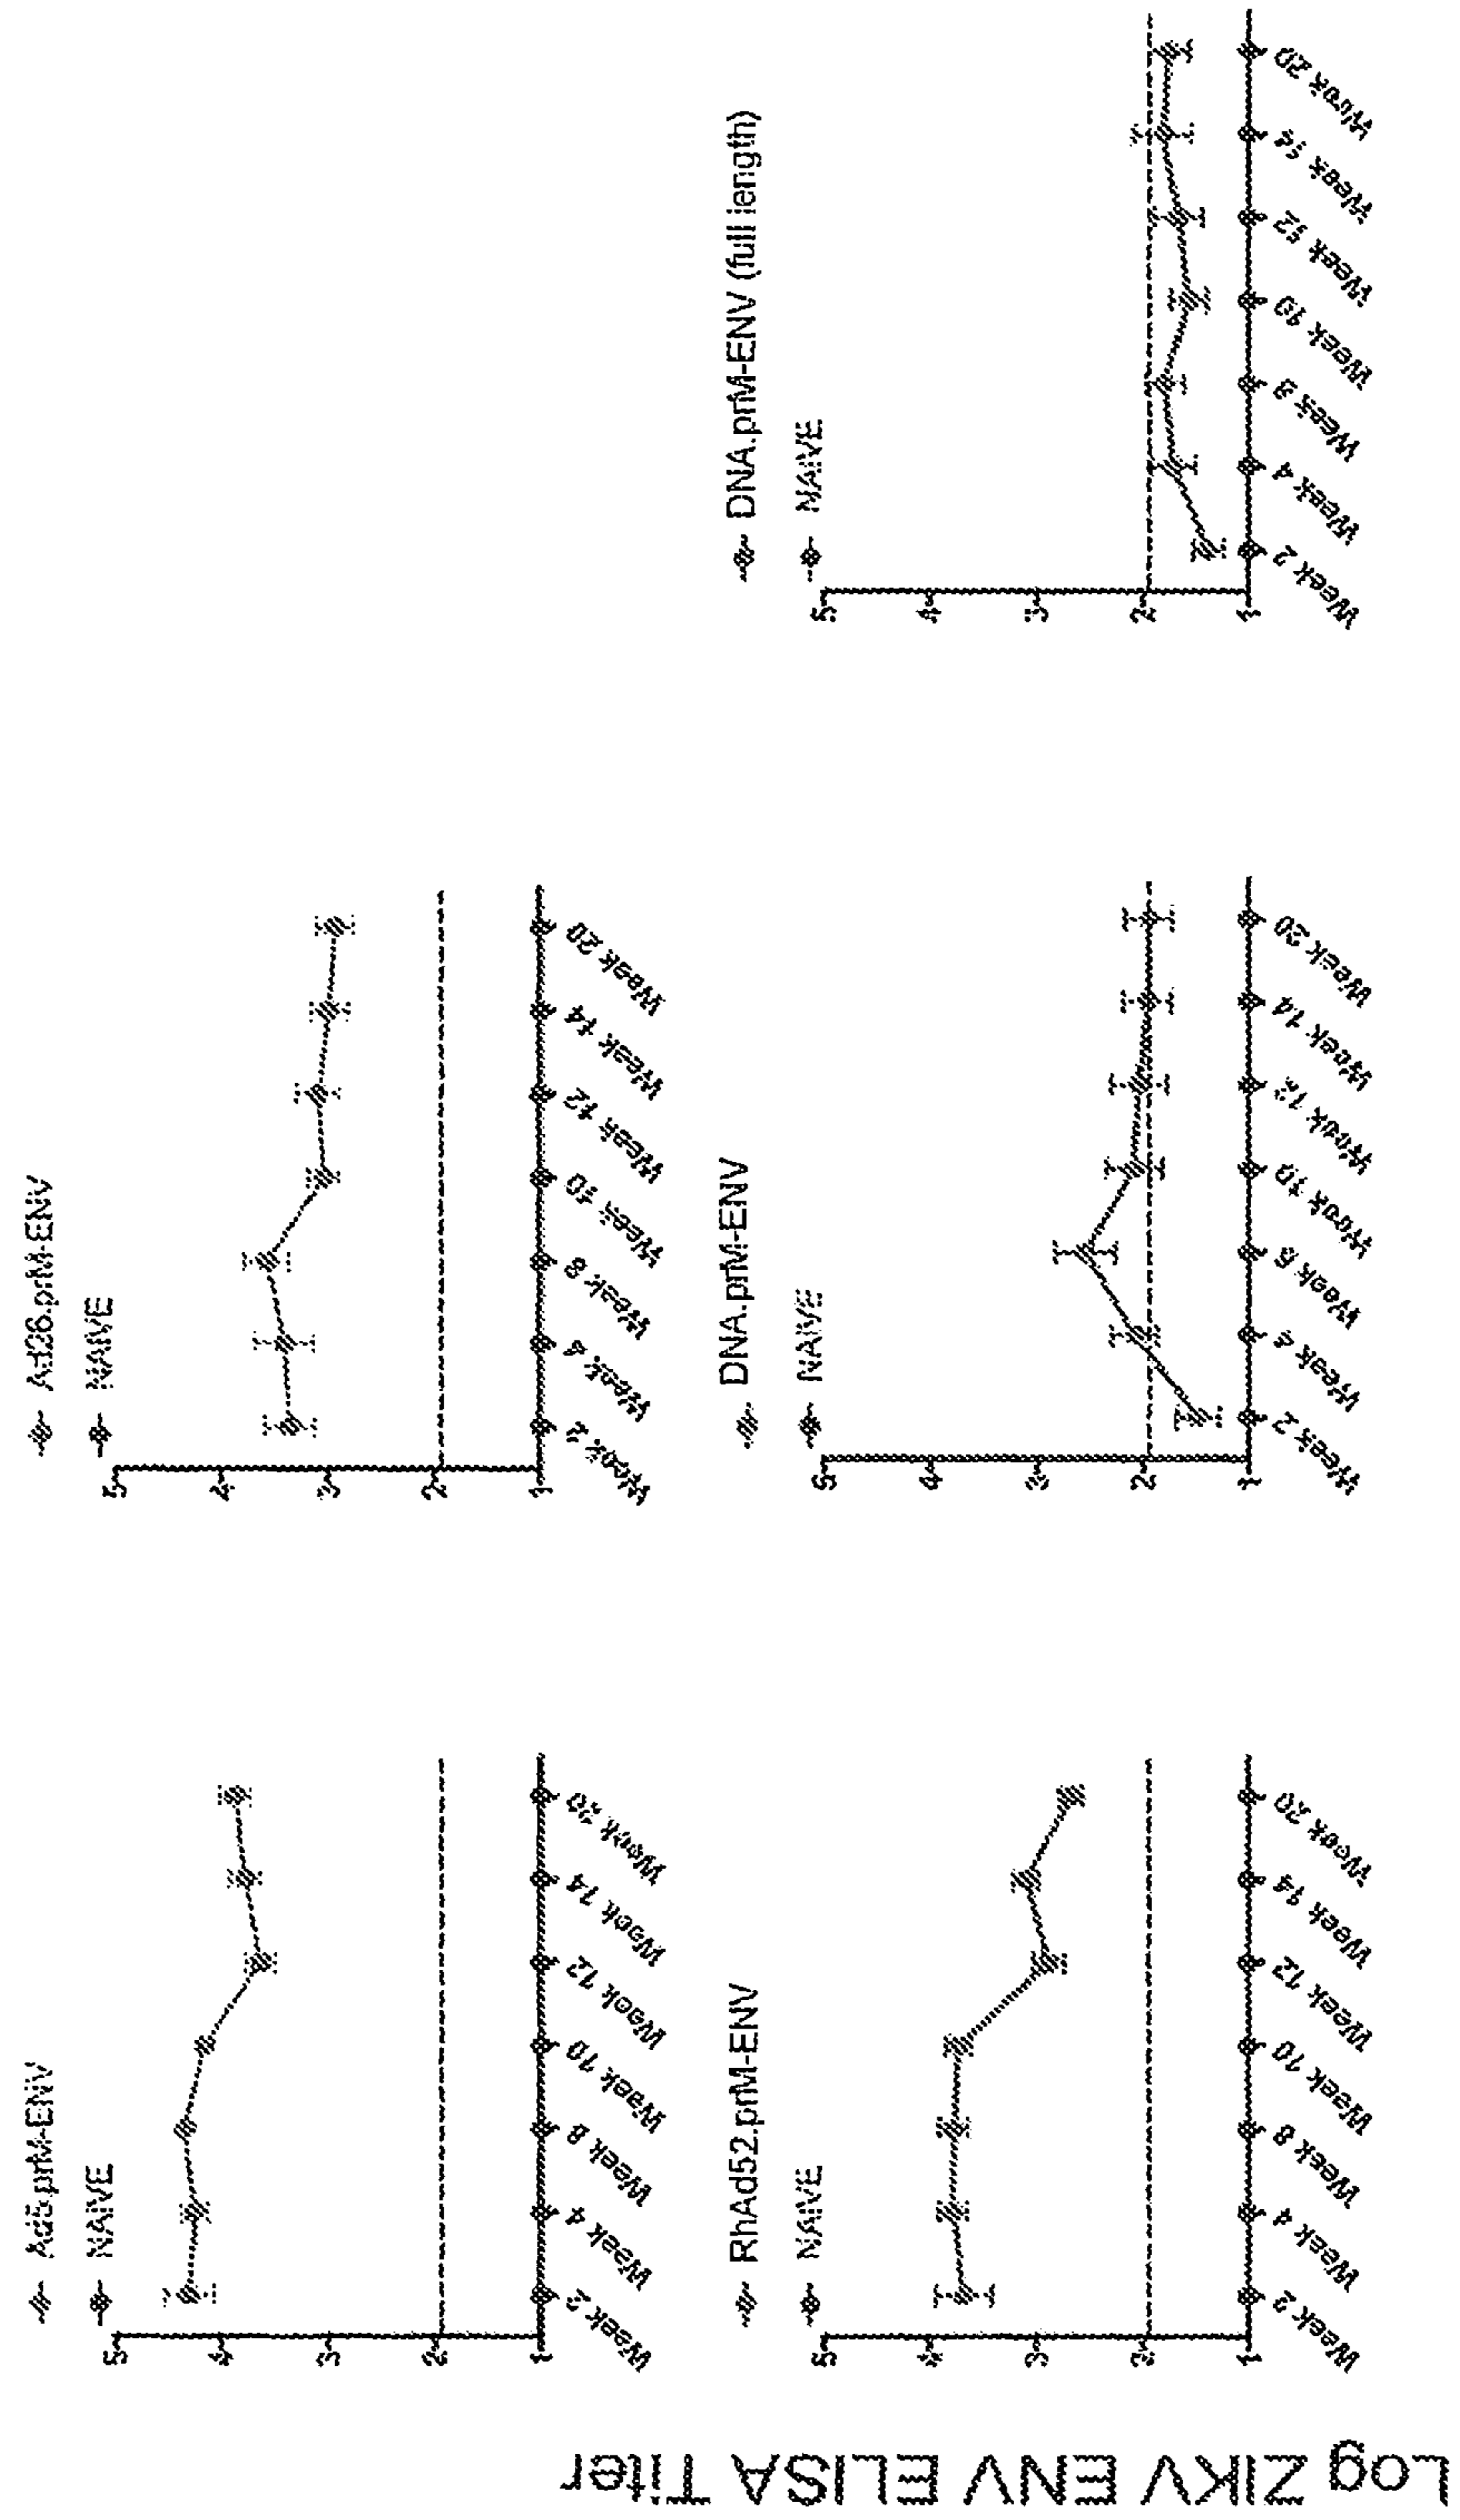 Log ZIKV ENV ELISA Titer
Ad5.prM-ENV
NAIVE
5
4
3
2
1
Week 2
Week 4
Week 8
Week 10
Week 12
Week 14
Week 20
Ad26.prM-ENV
NAIVE
5
4
3
2
1
Week 2
Week 4
Week 8
Week 10
Week 12
Week 14
Week 20
RhAd52.prM-ENV
NAIVE
5
4
3
2
1
Week 2
Week 4
Week 8
Week 10
Week 12
Week 14
Week 20
DNA.prM-ENV
NAIVE
5
4
3
2
1
Week 2
Week 4
Week 8
Week 10
Week 12
Week 14
Week 20
DNA.prM-ENV (full length)
NAIVE
5
4
3
2
1
Week 2
Week 4
Week 8
Week 10
Week 12
Week 14
Week 20